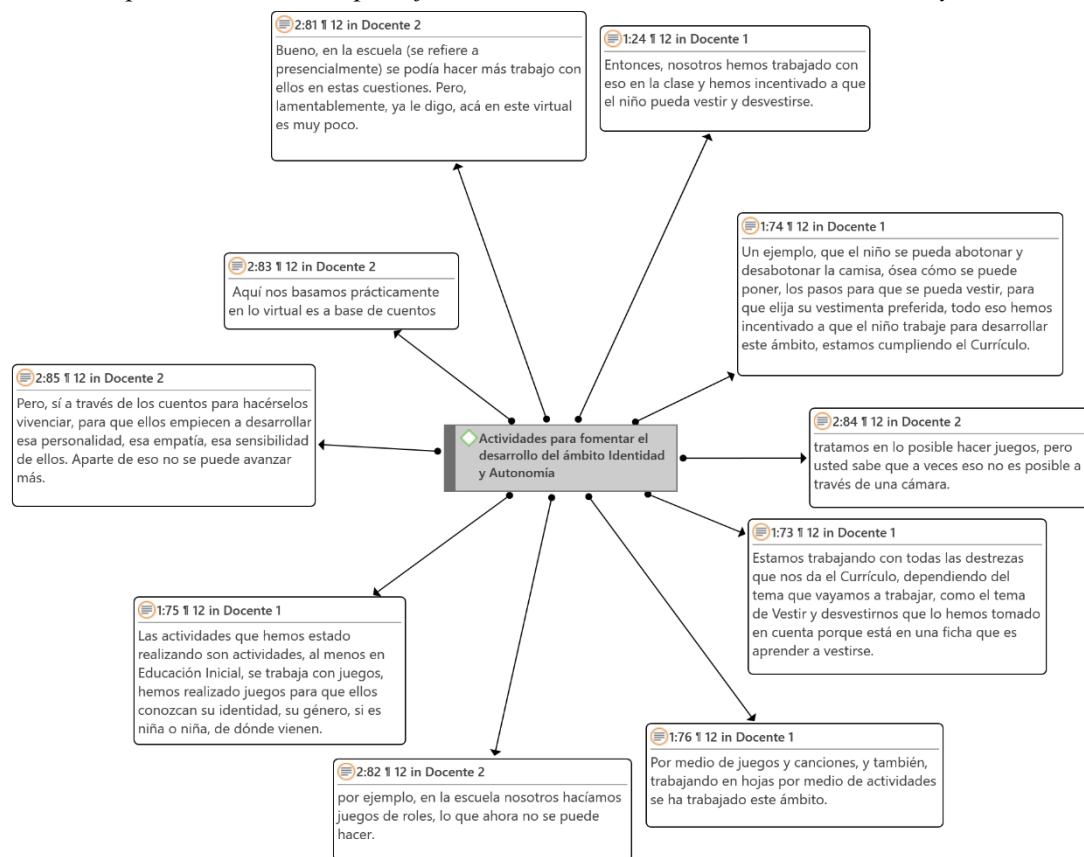 2:81 ¶ 12 in Docente 2
Bueno, en la escuela (se refiere a
presencialmente) se podía hacer más trabajo con
ellos en estas cuestiones. Pero,
lamentablemente, ya le digo, acá en este virtual
es muy poco.
1:24 ¶ 12 in Docente 1
Entonces, nosotros hemos trabajado con
eso en la clase y hemos incentivado a que
el niño pueda vestir y desvestirse.
1:74 ¶ 12 in Docente 1
Un ejemplo, que el niño se pueda abotonar y
desabotonar la camisa, ósea cómo se puede
poner, los pasos para que se pueda vestir, para
que elija su vestimenta preferida, todo eso hemos
incentivado a que el niño trabaje para desarrollar
este ámbito, estamos cumpliendo el Currículo.
2:83 ¶ 12 in Docente 2
Aquí nos basamos prácticamente
en lo virtual es a base de cuentos
2:85 ¶ 12 in Docente 2
Pero, sí a través de los cuentos para hacérselos
vivenciar, para que ellos empiecen a desarrollar
esa personalidad, esa empatía, esa sensibilidad
de ellos. Aparte de eso no se puede avanzar
más.
Actividades para fomentar el
desarrollo del ámbito Identidad
y Autonomía
2:84 ¶ 12 in Docente 2
tratamos en lo posible hacer juegos, pero
usted sabe que a veces eso no es posible a
través de una cámara.
1:73 ¶ 12 in Docente 1
Estamos trabajando con todas las destrezas
que nos da el Currículo, dependiendo del
tema que vayamos a trabajar, como el tema
de Vestir y desvestirnos que lo hemos tomado
en cuenta porque está en una ficha que es
aprender a vestirse.
1:75 ¶ 12 in Docente 1
Las actividades que hemos estado
realizando son actividades, al menos en
Educación Inicial, se trabaja con juegos,
hemos realizado juegos para que ellos
conozcan su identidad, su género, si es
niña o niña, de dónde vienen.
1:76 ¶ 12 in Docente 1
Por medio de juegos y canciones, y también,
trabajando en hojas por medio de actividades
se ha trabajado este ámbito.
2:82 ¶ 12 in Docente 2
por ejemplo, en la escuela nosotros hacíamos
juegos de roles, lo que ahora no se puede
hacer.